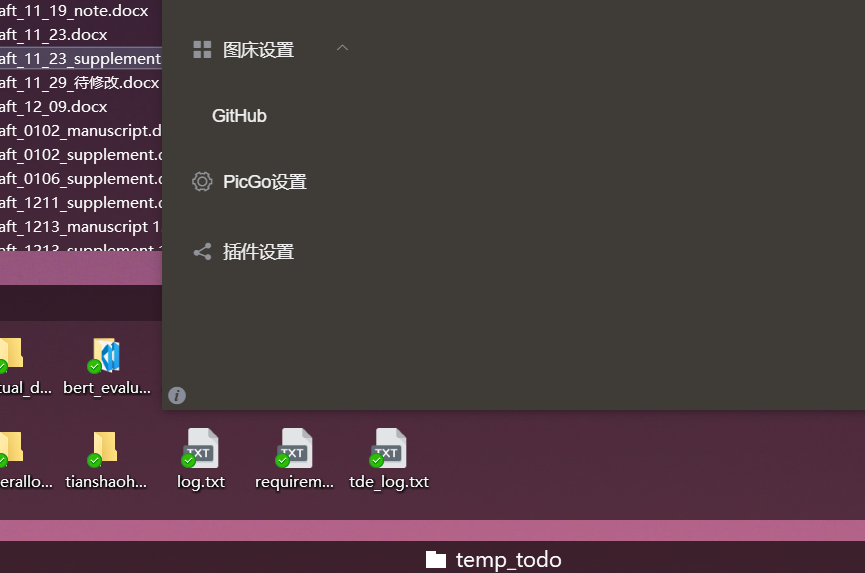 aft_11_19_note.docx
aft_11_23.docx
aft_11_23_supplement
aft_11_29_待修改.docx
aft_12_09.docx
aft_0102_manuscript.d
aft_0102_supplement.d
aft_0106_supplement.d
aft_1211_supplement.d
aft_1213_manuscript 1
aft_1213_supplement
图床设置
GitHub
PicGo设置
插件设置
i
tual_d...
bert_evalu...
erallo...
tianshaoh...
TXT
log.txt
TXT
requirem...
TXT
tde_log.txt
temp_todo